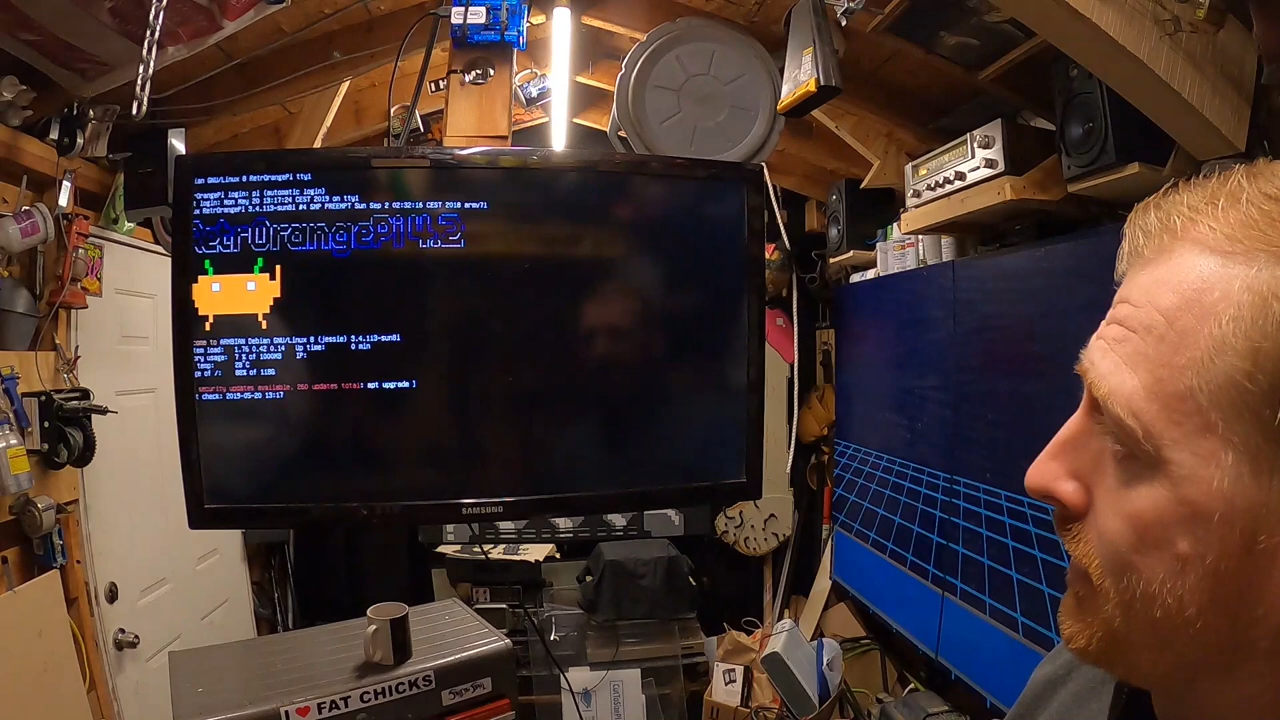 ian GNU/Linux 8 RetrOrangePi tty1
OrangePi login: pi (automatic login)
t login: Mon May 20 13:17:24 CEST 2019 on tty1
ux RetrOrangePi 3.4.113-sun8i #4 SMP PREEMPT Sun Sep 2 02:32:16 CEST 2018 armv7l
RetrOrangePi 4.2
come to ARMBIAN Debian GNU/Linux 8 (jessie) 3.4.113-sun8i
tem load: 1.76 0.42 0.14 Up time: 0 min
ory usage: 7 % of 1000MB IP:
temp: 28°C
ge of /: 68% of 118G
security updates available, 260 updates total: apt upgrade ]
t check: 2019-05-20 13:17
SAMSUNG
I ❤ FAT CHICKS